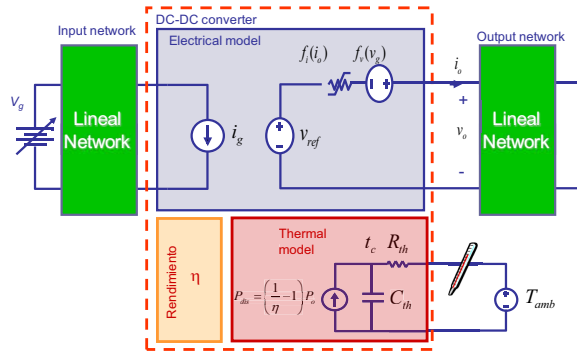 DC-DC converter
Input network
Electrical model
Output network
f_i(i_o)
f_v(v_g)
i_o
V_g
+
Lineal
Network
i_g
+
-
v_ref
+ -
v_o
-
Lineal
Network
Rendimiento
η
Thermal
model
t_c R_th
P_dis = (1/η - 1) P_o
C_th
+
-
T_amb